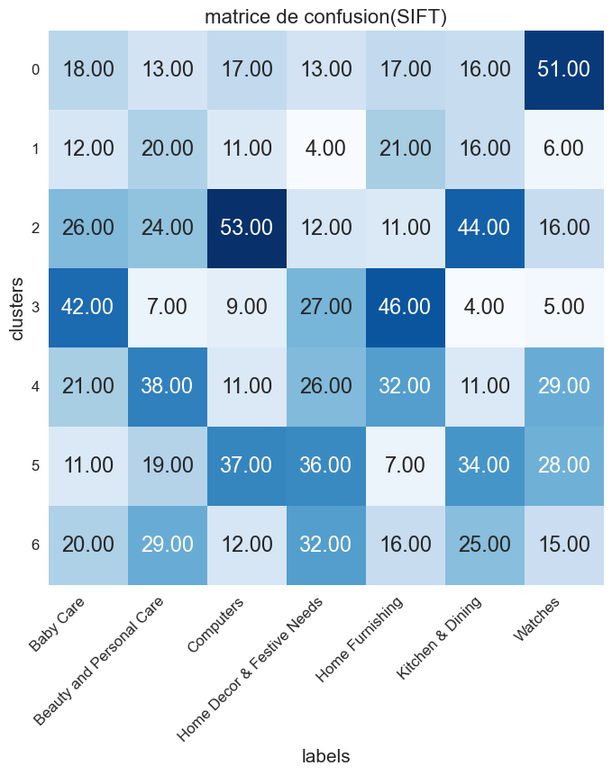 matrice de confusion(SIFT)
0 18.00 13.00 17.00 13.00 17.00 16.00 51.00
1 12.00 20.00 11.00 4.00 21.00 16.00 6.00
2 26.00 24.00 53.00 12.00 11.00 44.00 16.00
3 42.00 7.00 9.00 27.00 46.00 4.00 5.00
4 21.00 38.00 11.00 26.00 32.00 11.00 29.00
5 11.00 19.00 37.00 36.00 7.00 34.00 28.00
6 20.00 29.00 12.00 32.00 16.00 25.00 15.00
clusters
Baby Care
Beauty and Personal Care
Computers
Home Decor & Festive Needs
Home Furnishing
Kitchen & Dining
Watches
labels